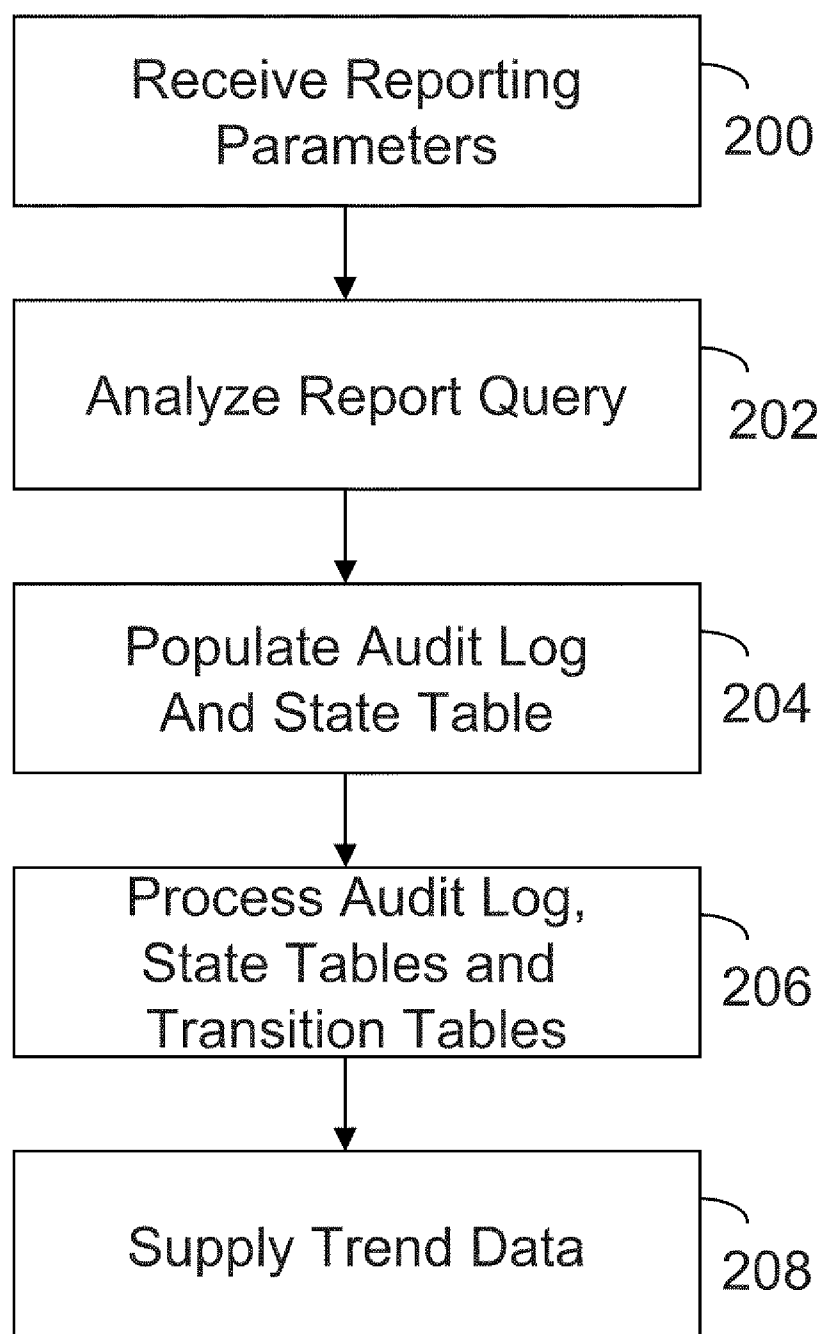 Receive Reporting
Parameters
200
Analyze Report Query
202
Populate Audit Log
And State Table
204
Process Audit Log,
State Tables and
Transition Tables
206
Supply Trend Data
208